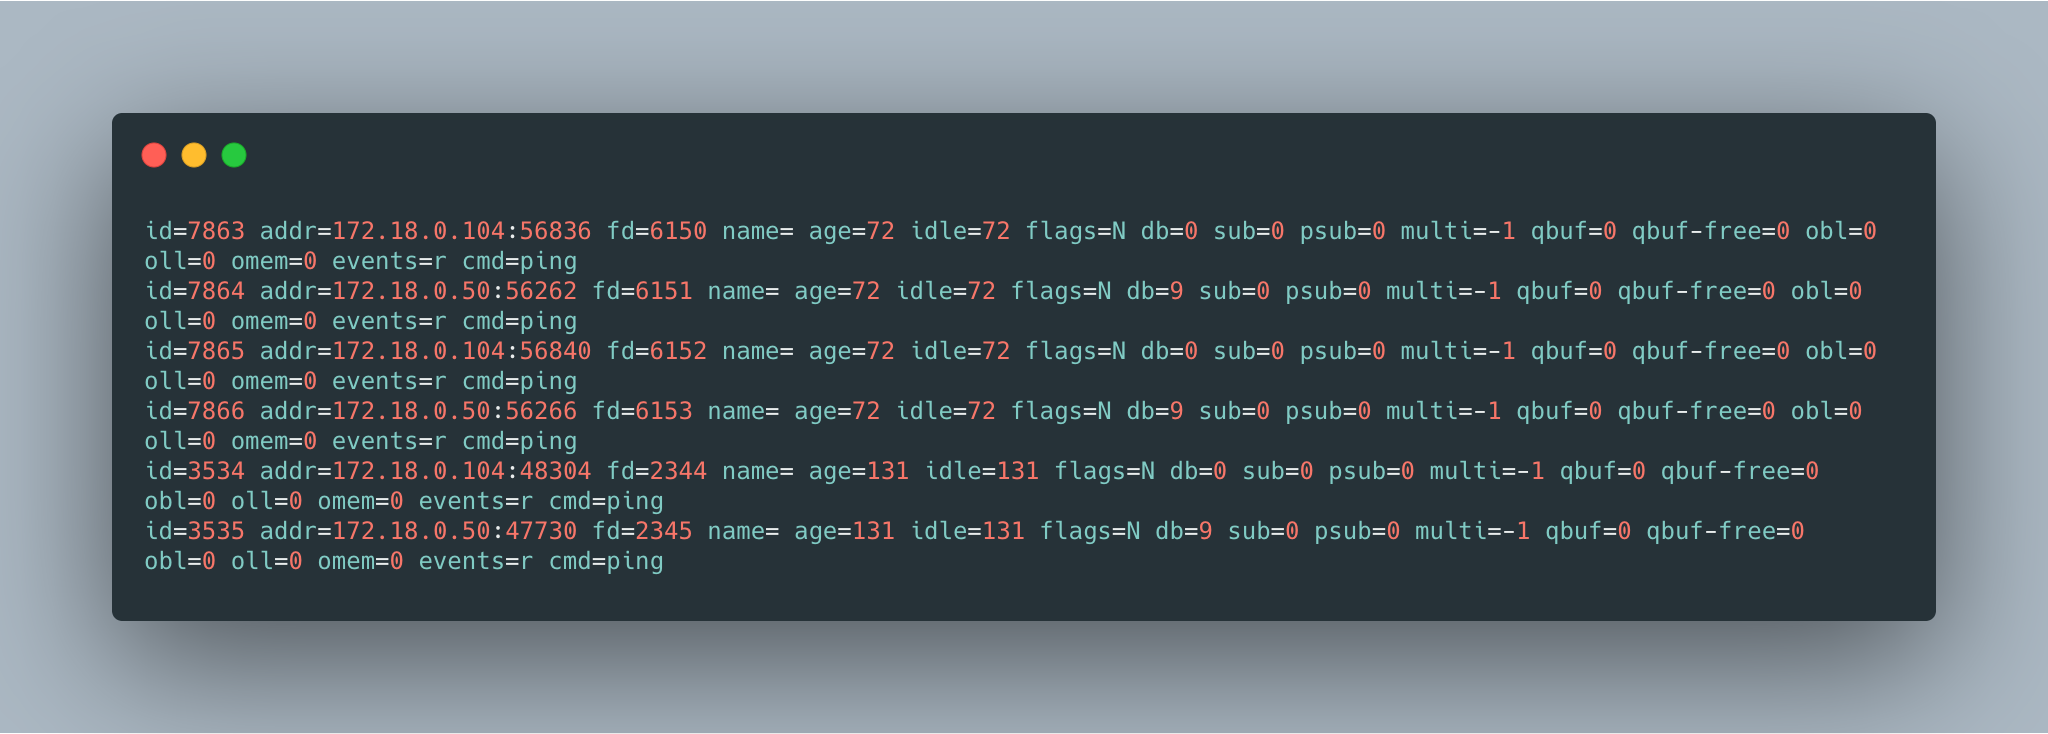 id=7863 addr=172.18.0.104:56836 fd=6150 name= age=72 idle=72 flags=N db=0 sub=0 psub=0 multi=-1 qbuf=0 qbuf-free=0 obl=0
oll=0 omem=0 events=r cmd=ping
id=7864 addr=172.18.0.50:56262 fd=6151 name= age=72 idle=72 flags=N db=9 sub=0 psub=0 multi=-1 qbuf=0 qbuf-free=0 obl=0
oll=0 omem=0 events=r cmd=ping
id=7865 addr=172.18.0.104:56840 fd=6152 name= age=72 idle=72 flags=N db=0 sub=0 psub=0 multi=-1 qbuf=0 qbuf-free=0 obl=0
oll=0 omem=0 events=r cmd=ping
id=7866 addr=172.18.0.50:56266 fd=6153 name= age=72 idle=72 flags=N db=9 sub=0 psub=0 multi=-1 qbuf=0 qbuf-free=0 obl=0
oll=0 omem=0 events=r cmd=ping
id=3534 addr=172.18.0.104:48304 fd=2344 name= age=131 idle=131 flags=N db=0 sub=0 psub=0 multi=-1 qbuf=0 qbuf-free=0
obl=0 oll=0 omem=0 events=r cmd=ping
id=3535 addr=172.18.0.50:47730 fd=2345 name= age=131 idle=131 flags=N db=9 sub=0 psub=0 multi=-1 qbuf=0 qbuf-free=0
obl=0 oll=0 omem=0 events=r cmd=ping